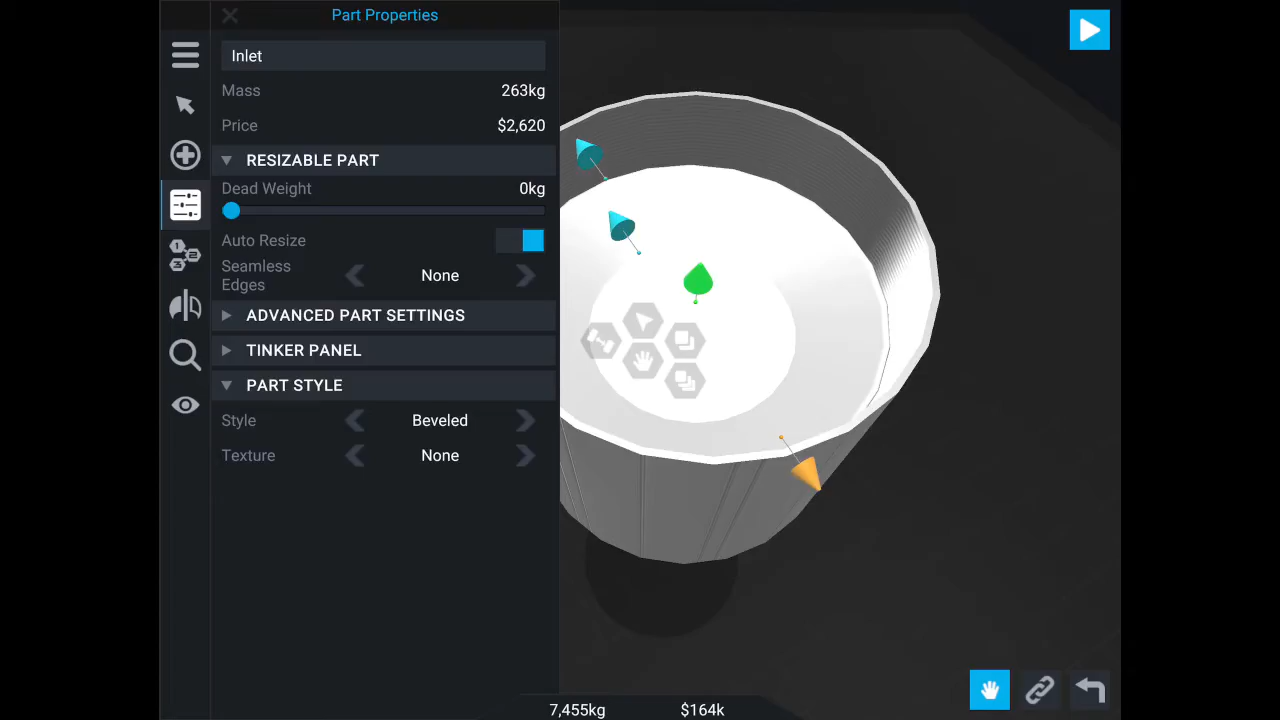 Part Properties
Inlet
Mass 263kg
Price $2,620
RESIZABLE PART
Dead Weight 0kg
Auto Resize
Seamless Edges None
ADVANCED PART SETTINGS
TINKER PANEL
PART STYLE
Style Beveled
Texture None
7,455kg $164k